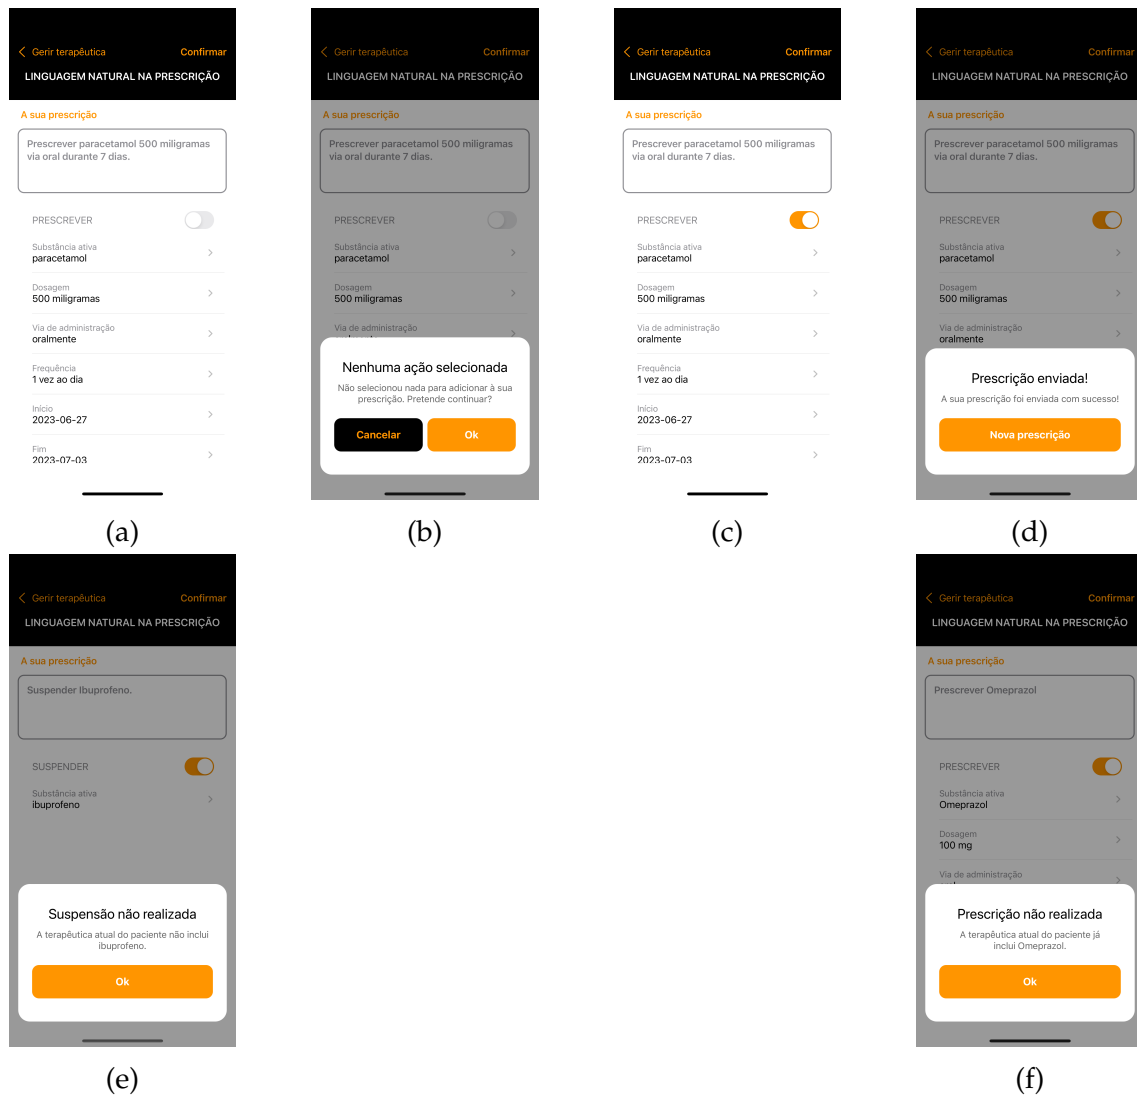 Gerir terapêutica
Confirmar
LINGUAGEM NATURAL NA PRESCRIÇÃO
A sua prescrição
Prescrever paracetamol 500 miligramas
via oral durante 7 dias.
PRESCREVER
Substância ativa
paracetamol
Dosagem
500 miligramas
Via de administração
oralmente
Frequência
1 vez ao dia
Início
2023-06-27
Fim
2023-07-03
(a)
Gerir terapêutica
Confirmar
LINGUAGEM NATURAL NA PRESCRIÇÃO
A sua prescrição
Prescrever paracetamol 500 miligramas
via oral durante 7 dias.
PRESCREVER
Substância ativa
paracetamol
Dosagem
500 miligramas
Via de administração
Nenhuma ação selecionada
Não selecionou nada para adicionar à sua
prescrição. Pretende continuar?
Cancelar
Ok
(b)
Gerir terapêutica
Confirmar
LINGUAGEM NATURAL NA PRESCRIÇÃO
A sua prescrição
Prescrever paracetamol 500 miligramas
via oral durante 7 dias.
PRESCREVER
Substância ativa
paracetamol
Dosagem
500 miligramas
Via de administração
oralmente
Frequência
1 vez ao dia
Início
2023-06-27
Fim
2023-07-03
(c)
Gerir terapêutica
Confirmar
LINGUAGEM NATURAL NA PRESCRIÇÃO
A sua prescrição
Prescrever paracetamol 500 miligramas
via oral durante 7 dias.
PRESCREVER
Substância ativa
paracetamol
Dosagem
500 miligramas
Via de administração
oralmente
Prescrição enviada!
A sua prescrição foi enviada com sucesso!
Nova prescrição
(d)
Gerir terapêutica
Confirmar
LINGUAGEM NATURAL NA PRESCRIÇÃO
A sua prescrição
Suspender Ibuprofeno.
SUSPENDER
Substância ativa
ibuprofeno
Suspensão não realizada
A terapêutica atual do paciente não inclui
ibuprofeno.
Ok
(e)
Gerir terapêutica
Confirmar
LINGUAGEM NATURAL NA PRESCRIÇÃO
A sua prescrição
Prescrever Omeprazol
PRESCREVER
Substância ativa
Omeprazol
Dosagem
100 mg
Via de administração
Prescrição não realizada
A terapêutica atual do paciente já
inclui Omeprazol.
Ok
(f)